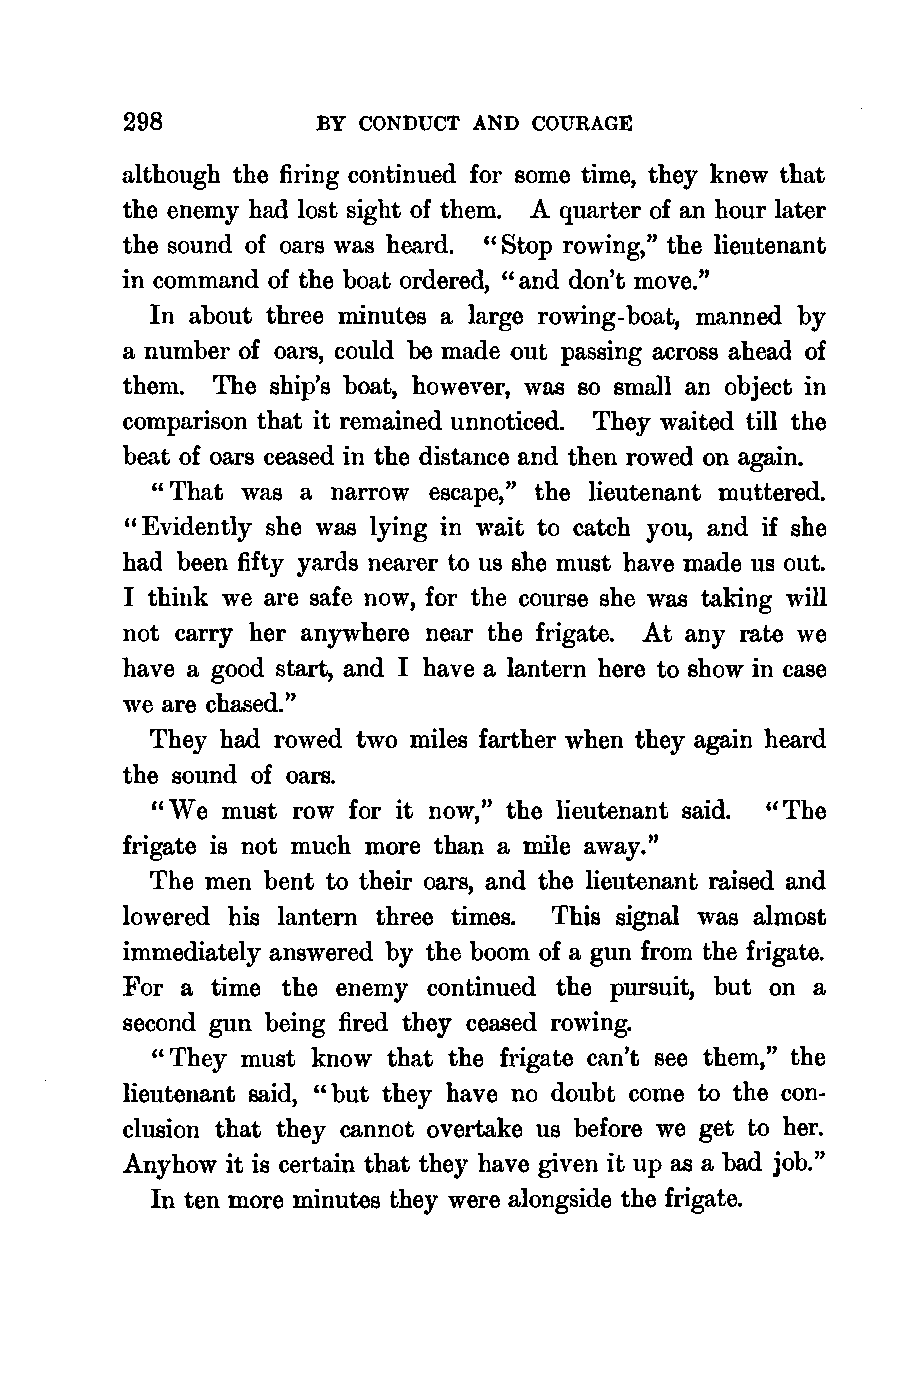 298 BY CONDUCT AND COURAGE
although the firing continued for some time, they knew that
the enemy had lost sight of them. A quarter of an hour later
the sound of oars was heard. “Stop rowing,” the lieutenant
in command of the boat ordered, “and don’t move.”
In about three minutes a large rowing-boat, manned by
a number of oars, could be made out passing across ahead of
them. The ship’s boat, however, was so small an object in
comparison that it remained unnoticed. They waited till the
beat of oars ceased in the distance and then rowed on again.
“That was a narrow escape,” the lieutenant muttered.
“Evidently she was lying in wait to catch you, and if she
had been fifty yards nearer to us she must have made us out.
I think we are safe now, for the course she was taking will
not carry her anywhere near the frigate. At any rate we
have a good start, and I have a lantern here to show in case
we are chased.”
They had rowed two miles farther when they again heard
the sound of oars.
“We must row for it now,” the lieutenant said. “The
frigate is not much more than a mile away.”
The men bent to their oars, and the lieutenant raised and
lowered his lantern three times. This signal was almost
immediately answered by the boom of a gun from the frigate.
For a time the enemy continued the pursuit, but on a
second gun being fired they ceased rowing.
“They must know that the frigate can’t see them,” the
lieutenant said, “but they have no doubt come to the con-
clusion that they cannot overtake us before we get to her.
Anyhow it is certain that they have given it up as a bad job.”
In ten more minutes they were alongside the frigate.